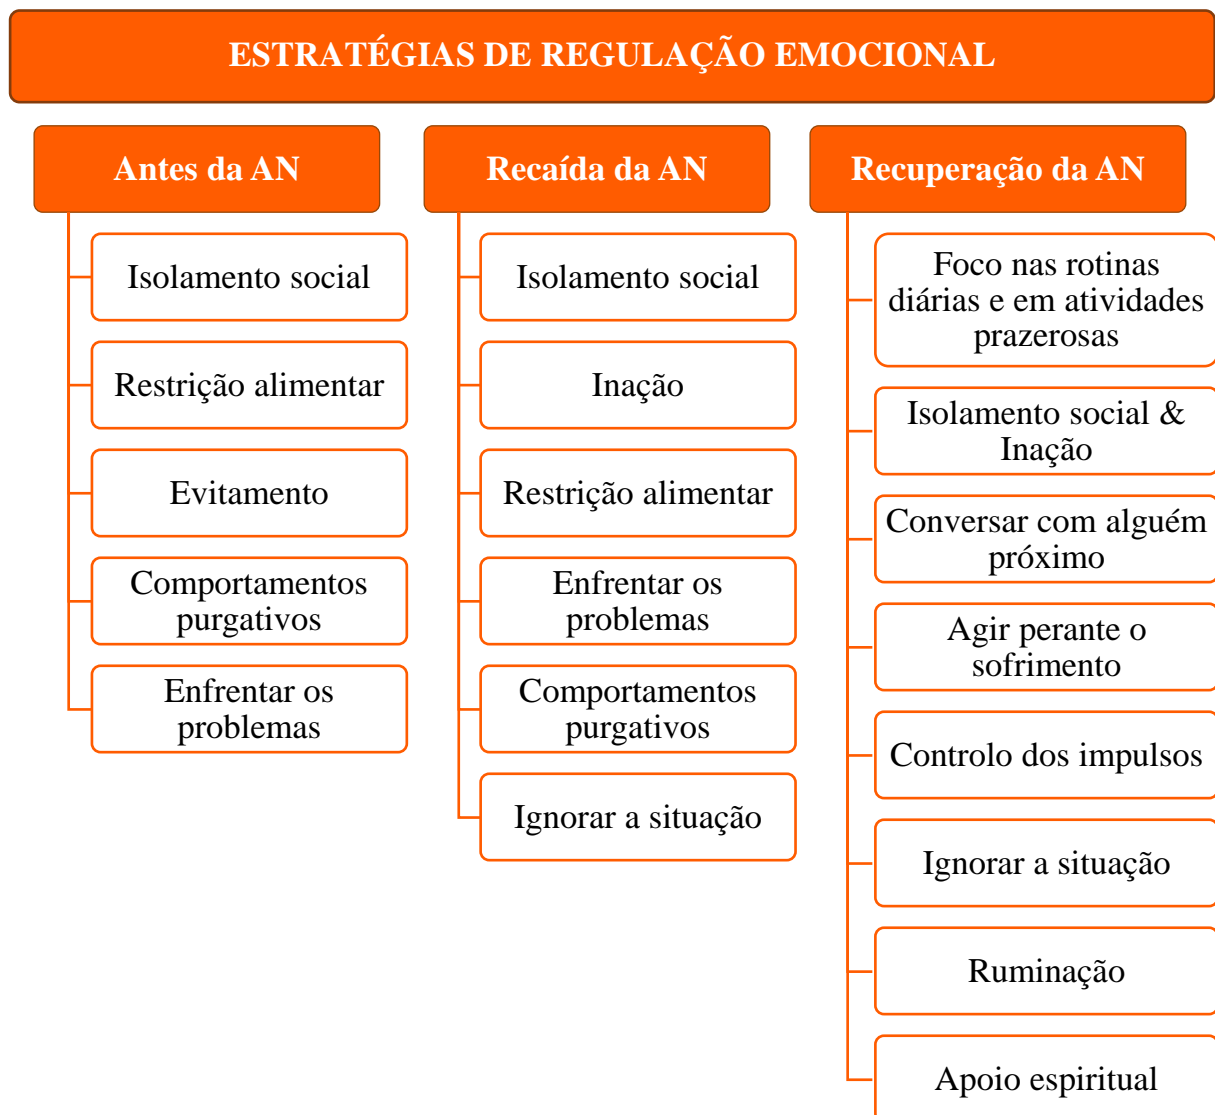 ESTRATÉGIAS DE REGULAÇÃO EMOCIONAL
Antes da AN
Isolamento social
Restrição alimentar
Evitamento
Comportamentos
purgativos
Enfrentar os
problemas
Recaída da AN
Isolamento social
Inação
Restrição alimentar
Enfrentar os
problemas
Comportamentos
purgativos
Ignorar a situação
Recuperação da AN
Foco nas rotinas
diárias e em atividades
prazerosas
Isolamento social &
Inação
Conversar com alguém
próximo
Agir perante o
sofrimento
Controlo dos impulsos
Ignorar a situação
Ruminação
Apoio espiritual